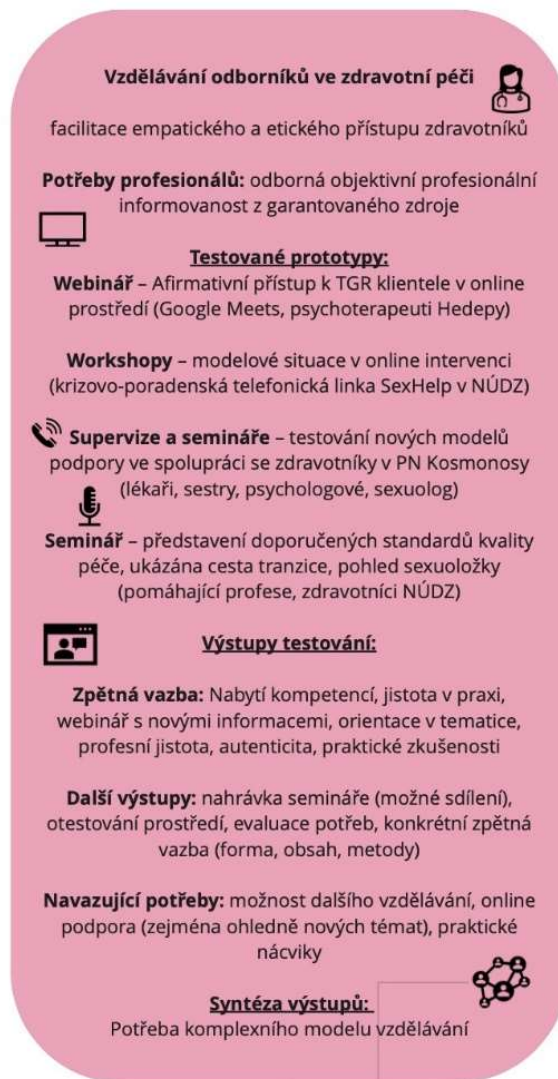 Vzdělávání odborníků ve zdravotní péči
facilitace empatického a etického přístupu zdravotníků
Potřeby profesionálů: odborná objektivní profesionální
informovanost z garantovaného zdroje
Testované prototypy:
Webinář – Afirmativní přístup k TGR klientele v online
prostředí (Google Meets, psychoterapeuti Hedepy)
Workshopy – modelové situace v online intervenci
(krizovo-poradenská telefonická linka SexHelp v NÚDZ)
Supervize a semináře – testování nových modelů
podpory ve spolupráci se zdravotníky v PN Kosmonosy
(lékaři, sestry, psychologové, sexuolog)
Seminář – představení doporučených standardů kvality
péče, ukázána cesta tranzice, pohled sexuoložky
(pomáhající profese, zdravotníci NÚDZ)
Výstupy testování:
Zpětná vazba: Nabytí kompetencí, jistota v praxi,
webinář s novými informacemi, orientace v tematice,
profesní jistota, autenticita, praktické zkušenosti
Další výstupy: nahrávka semináře (možné sdílení),
otestování prostředí, evaluace potřeb, konkrétní zpětná
vazba (forma, obsah, metody)
Navazující potřeby: možnost dalšího vzdělávání, online
podpora (zejména ohledně nových témat), praktické
nácviky
Syntéza výstupů:
Potřeba komplexního modelu vzdělávání